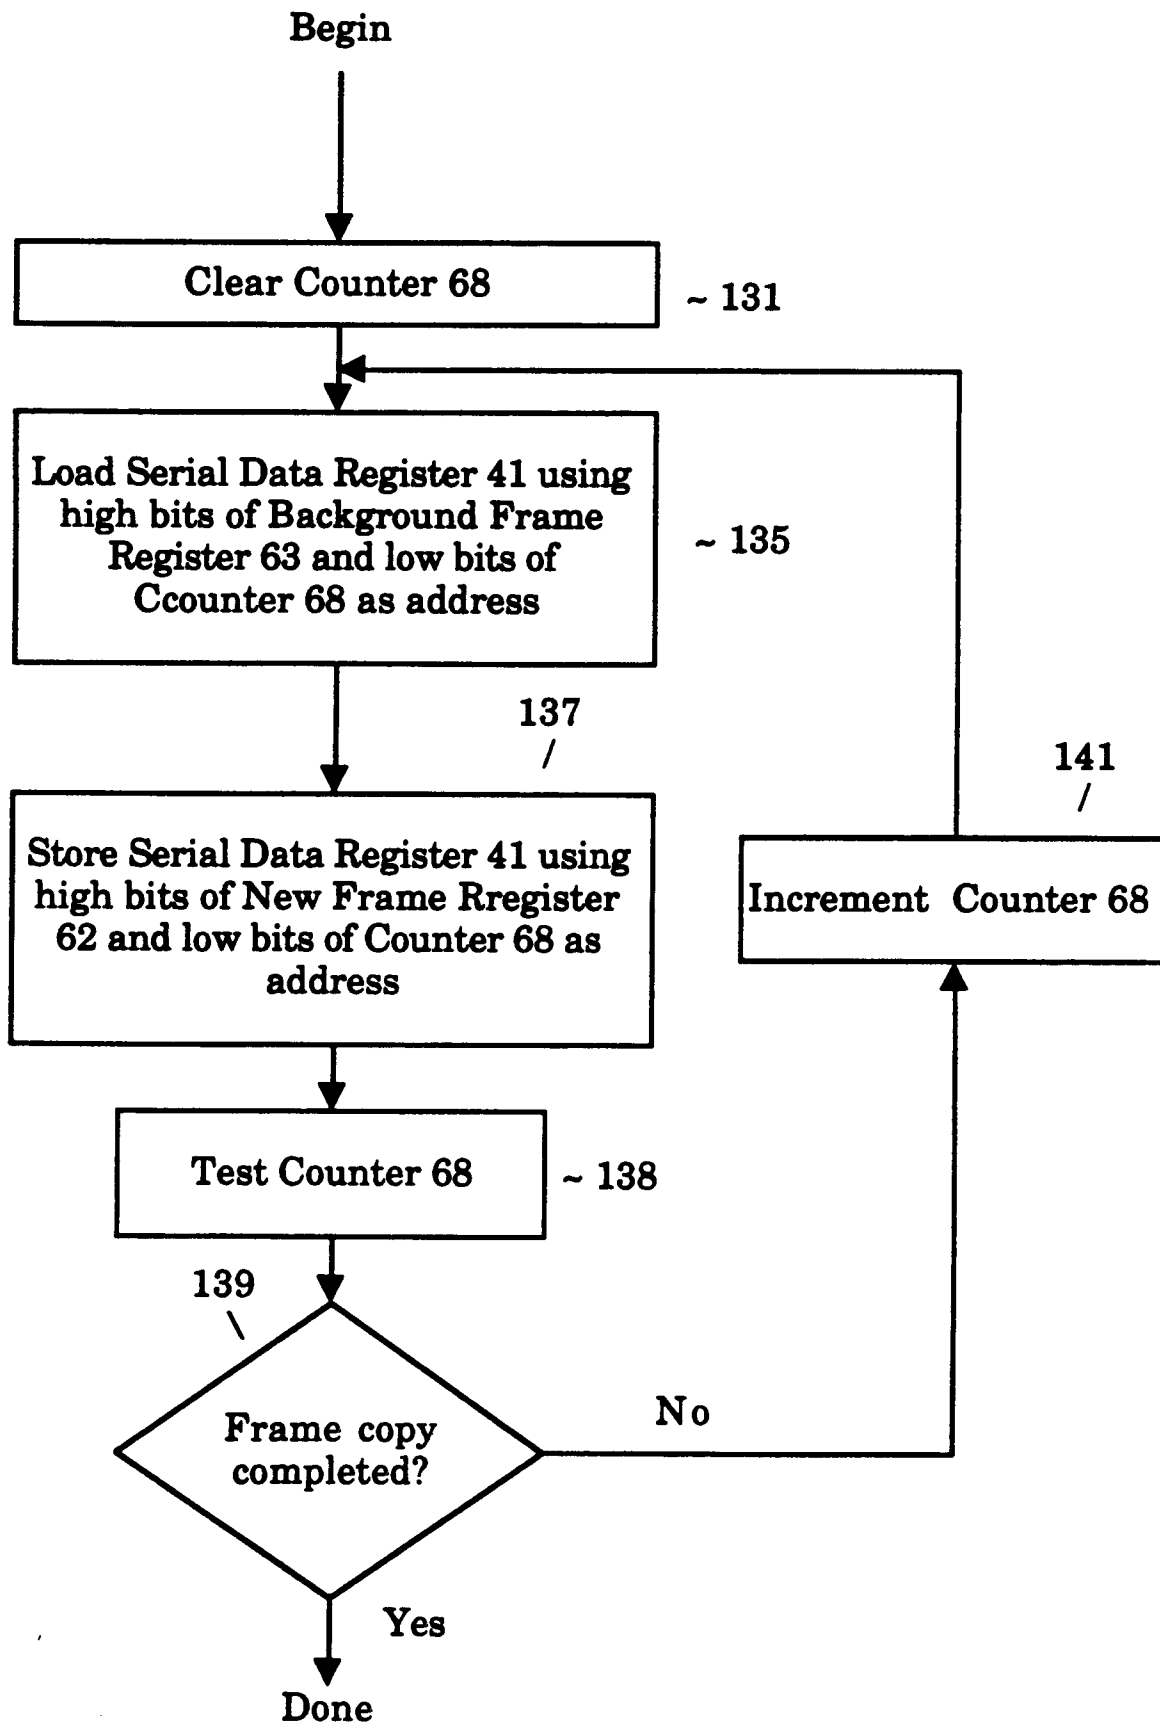 Begin
Clear Counter 68
~ 131
Load Serial Data Register 41 using
high bits of Background Frame
Register 63 and low bits of
Ccounter 68 as address
~ 135
137
Store Serial Data Register 41 using
high bits of New Frame Rregister
62 and low bits of Counter 68 as
address
141
Increment Counter 68
Test Counter 68
~ 138
139
Frame copy
completed?
No
Yes
Done